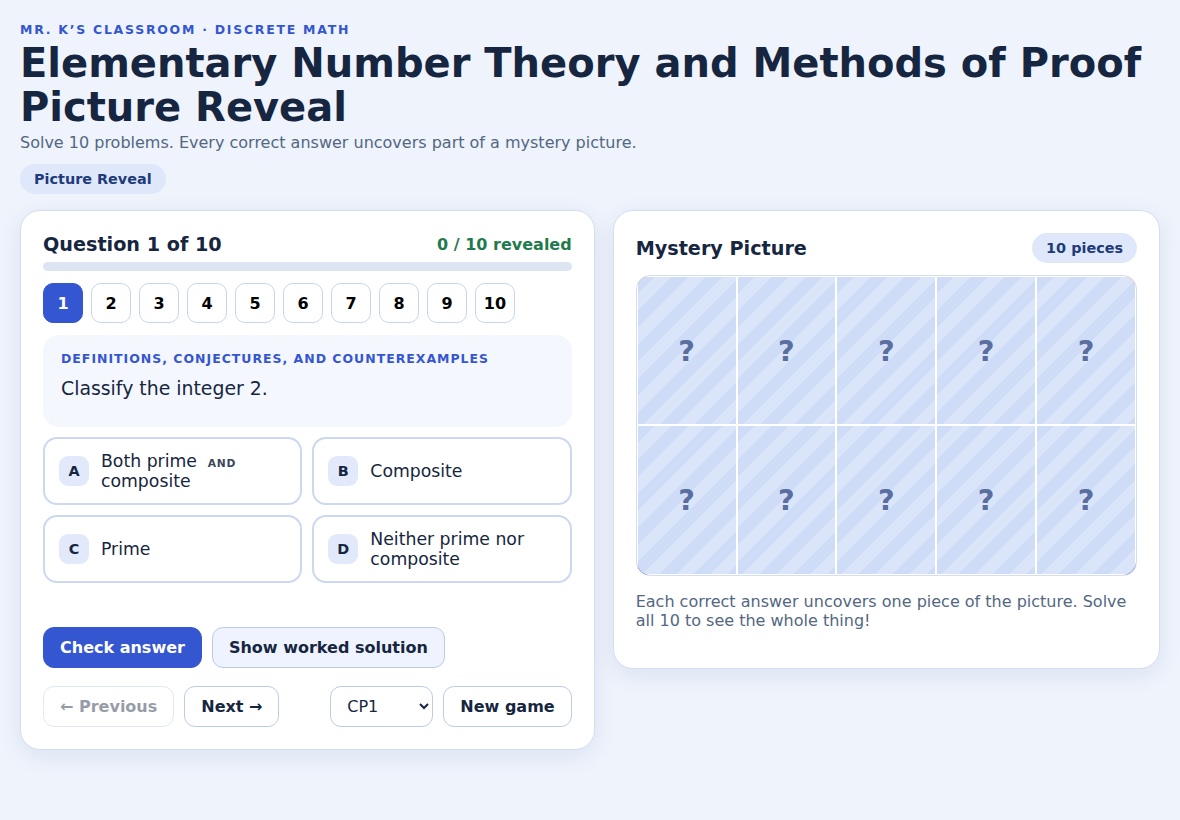 MR. K’S CLASSROOM · DISCRETE MATH
Elementary Number Theory and Methods of Proof
Picture Reveal
Solve 10 problems. Every correct answer uncovers part of a mystery picture.
Picture Reveal
Question 1 of 10
0 / 10 revealed
1 2 3 4 5 6 7 8 9 10
DEFINITIONS, CONJECTURES, AND COUNTEREXAMPLES
Classify the integer 2.
A Both prime AND
composite
B Composite
C Prime
D Neither prime nor
composite
Check answer
Show worked solution
← Previous
Next →
CP1
New game
Mystery Picture
10 pieces
? ? ? ? ?
? ? ? ? ?
Each correct answer uncovers one piece of the picture. Solve
all 10 to see the whole thing!